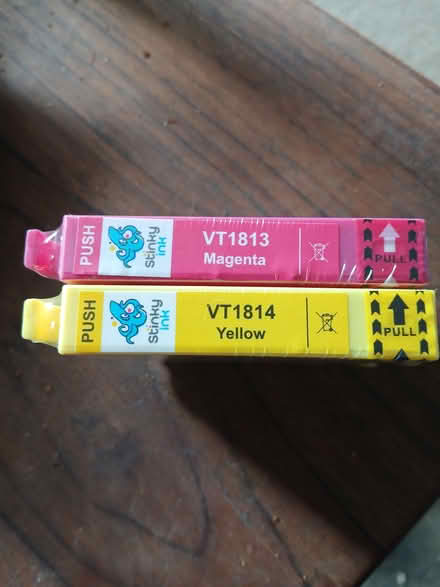 PUSH
stinky
ink
VT1813
Magenta
PULL
PUSH
stinky
ink
VT1814
Yellow
PULL